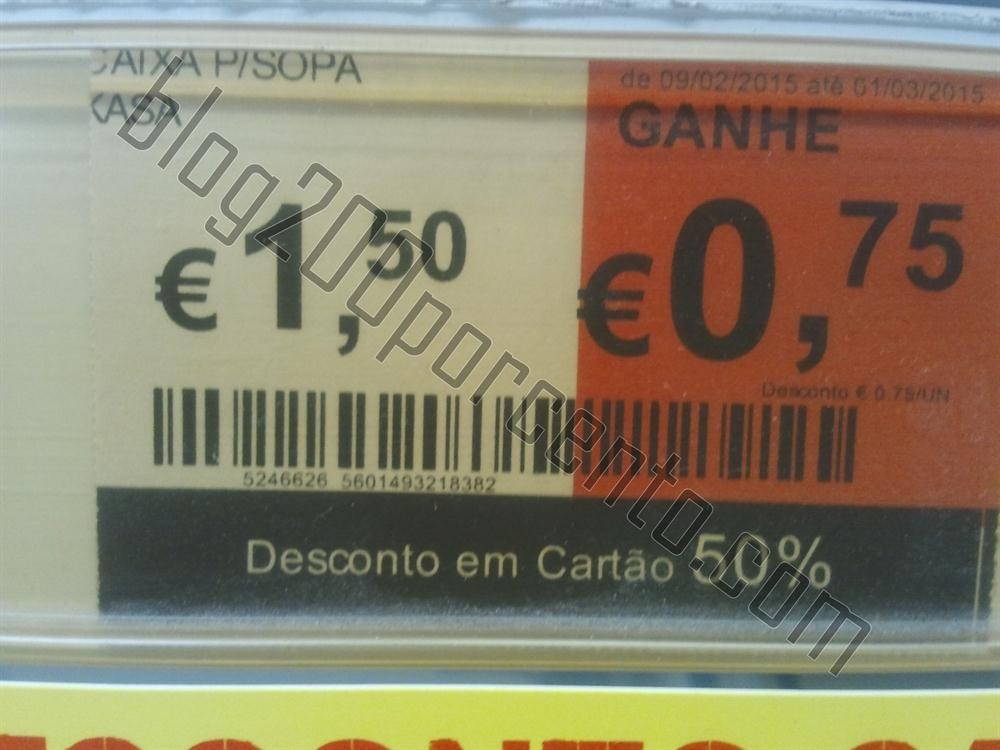 CAIXA P/SOPA
KASA
€1,50
de 09/02/2015 até 01/03/2015
GANHE
€0,75
Desconto € 0.75/UN
5246626 5601493218382
Desconto em Cartão 50%
blog200porcento.com